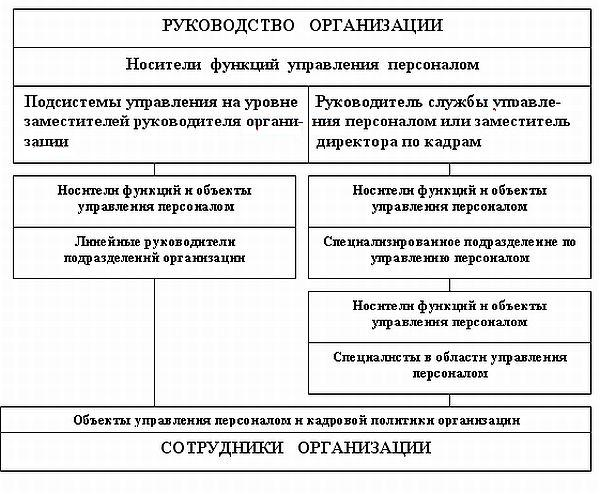 РУКОВОДСТВО ОРГАНИЗАЦИИ
Носители функций управления персоналом
Подсистемы управления на уровне
заместителей руководителя органи-
зации
Руководитель службы управле-
ния персоналом или заместитель
директора по кадрам
Носители функций и объекты
управления персоналом
Линейные руководители
подразделений организации
Носители функций и объекты
управления персоналом
Специализированное подразделение по
управлению персоналом
Носители функций и объекты
управления персоналом
Специалисты в области управления
персоналом
Объекты управления персоналом и кадровой политики организации
СОТРУДНИКИ ОРГАНИЗАЦИИ